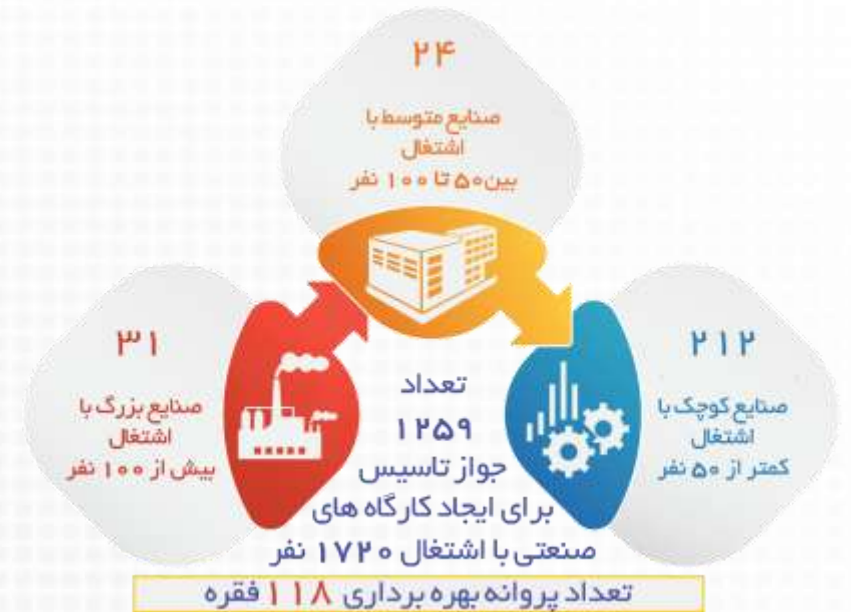 ۲۴
صنایع متوسط با
اشتغال
بین ۵۰ تا ۱۰۰ نفر
۲۱۲
صنایع کوچک با
اشتغال
کمتر از ۵۰ نفر
۳۱
صنایع بزرگ با
اشتغال
بیش از ۱۰۰ نفر
تعداد
۱۲۵۹
جواز تاسیس
برای ایجاد کارگاه های
صنعتی با اشتغال ۱۷۲۰ نفر
تعداد پروانه بهره برداری ۱۱۸ فقره